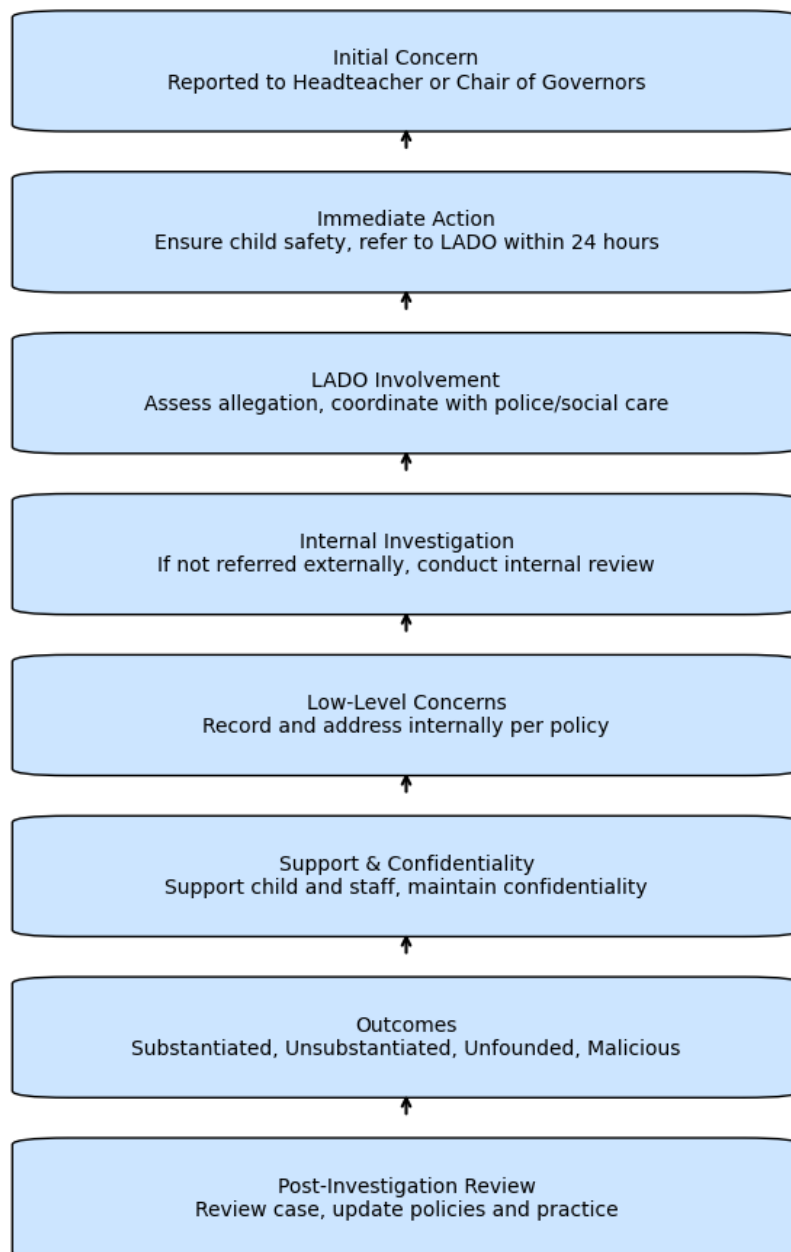 Initial Concern
Reported to Headteacher or Chair of Governors
Immediate Action
Ensure child safety, refer to LADO within 24 hours
LADO Involvement
Assess allegation, coordinate with police/social care
Internal Investigation
If not referred externally, conduct internal review
Low-Level Concerns
Record and address internally per policy
Support & Confidentiality
Support child and staff, maintain confidentiality
Outcomes
Substantiated, Unsubstantiated, Unfounded, Malicious
Post-Investigation Review
Review case, update policies and practice